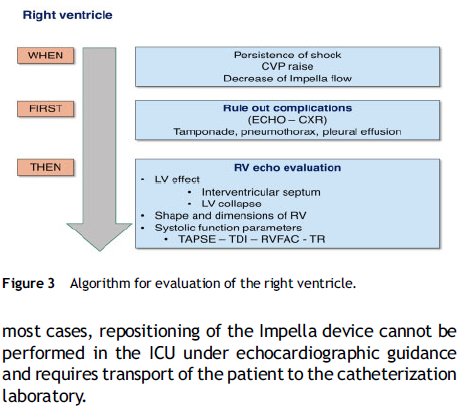 Right ventricle
WHEN
Persistence of shock
CVP raise
Decrease of Impella flow
FIRST
Rule out complications
(ECHO – CXR)
Tamponade, pneumothorax, pleural effusion
THEN
RV echo evaluation
• LV effect
• Interventricular septum
• LV collapse
• Shape and dimensions of RV
• Systolic function parameters
• TAPSE – TDI – RVFAC - TR
Figure 3 Algorithm for evaluation of the right ventricle.
most cases, repositioning of the Impella device cannot be
performed in the ICU under echocardiographic guidance
and requires transport of the patient to the catheterization
laboratory.